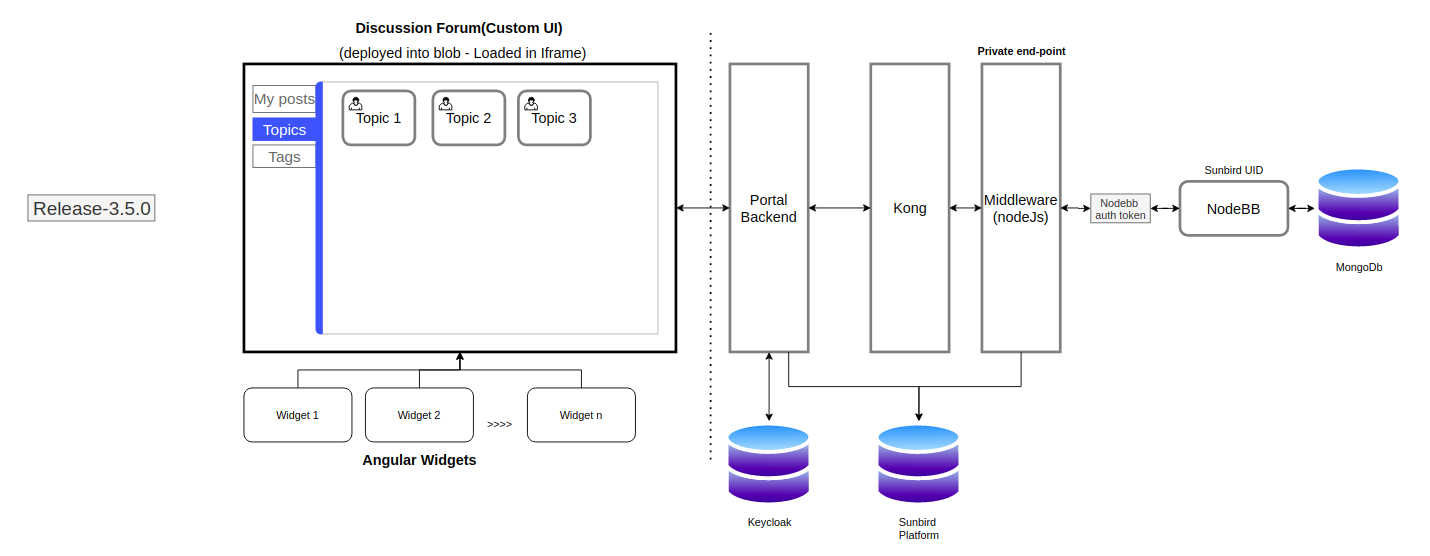 Discussion Forum(Custom UI)
(deployed into blob - Loaded in Iframe)
Private end-point
My posts
Topics
Tags
Topic 1
Topic 2
Topic 3
Release-3.5.0
Portal
Backend
Kong
Middleware
(nodeJs)
Nodebb
auth token
Sunbird UID
NodeBB
MongoDb
Widget 1
Widget 2
>>>>
Widget n
Angular Widgets
Keycloak
Sunbird
Platform